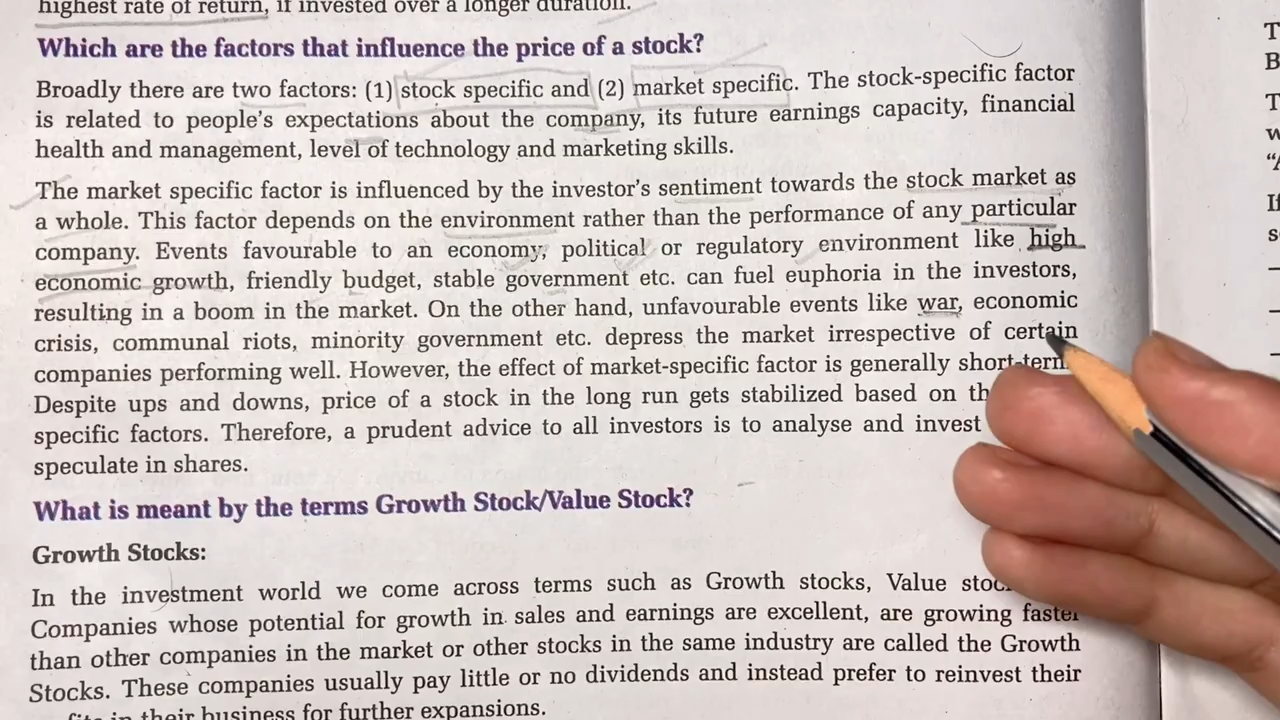 highest rate of return, if invested over a longer duration.
Which are the factors that influence the price of a stock?
Broadly there are two factors: (1) stock specific and (2) market specific. The stock-specific factor
is related to people's expectations about the company, its future earnings capacity, financial
health and management, level of technology and marketing skills.
The market specific factor is influenced by the investor's sentiment towards the stock market as
a whole. This factor depends on the environment rather than the performance of any particular
company. Events favourable to an economy, political or regulatory environment like high
economic growth, friendly budget, stable government etc. can fuel euphoria in the investors,
resulting in a boom in the market. On the other hand, unfavourable events like war, economic
crisis, communal riots, minority government etc. depress the market irrespective of certain
companies performing well. However, the effect of market-specific factor is generally short-term
Despite ups and downs, price of a stock in the long run gets stabilized based on
specific factors. Therefore, a prudent advice to all investors is to analyse and invest
speculate in shares.
What is meant by the terms Growth Stock/Value Stock?
Growth Stocks:
In the investment world we come across terms such as Growth stocks, Value
Companies whose potential for growth in sales and earnings are excellent, are growing faster
than other companies in the market or other stocks in the same industry are called the Growth
Stocks. These companies usually pay little or no dividends and instead prefer to reinvest their
in their business for further expansions.